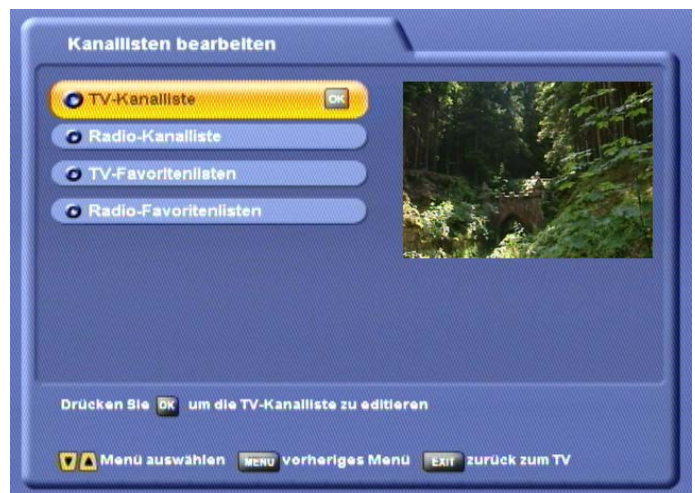 Kanallisten bearbeiten
TV-Kanalliste OK
Radio-Kanalliste
TV-Favoritenlisten
Radio-Favoritenlisten
Drücken Sie OK um die TV-Kanalliste zu editieren
Menü auswählen MENU vorheriges Menü EXIT zurück zum TV